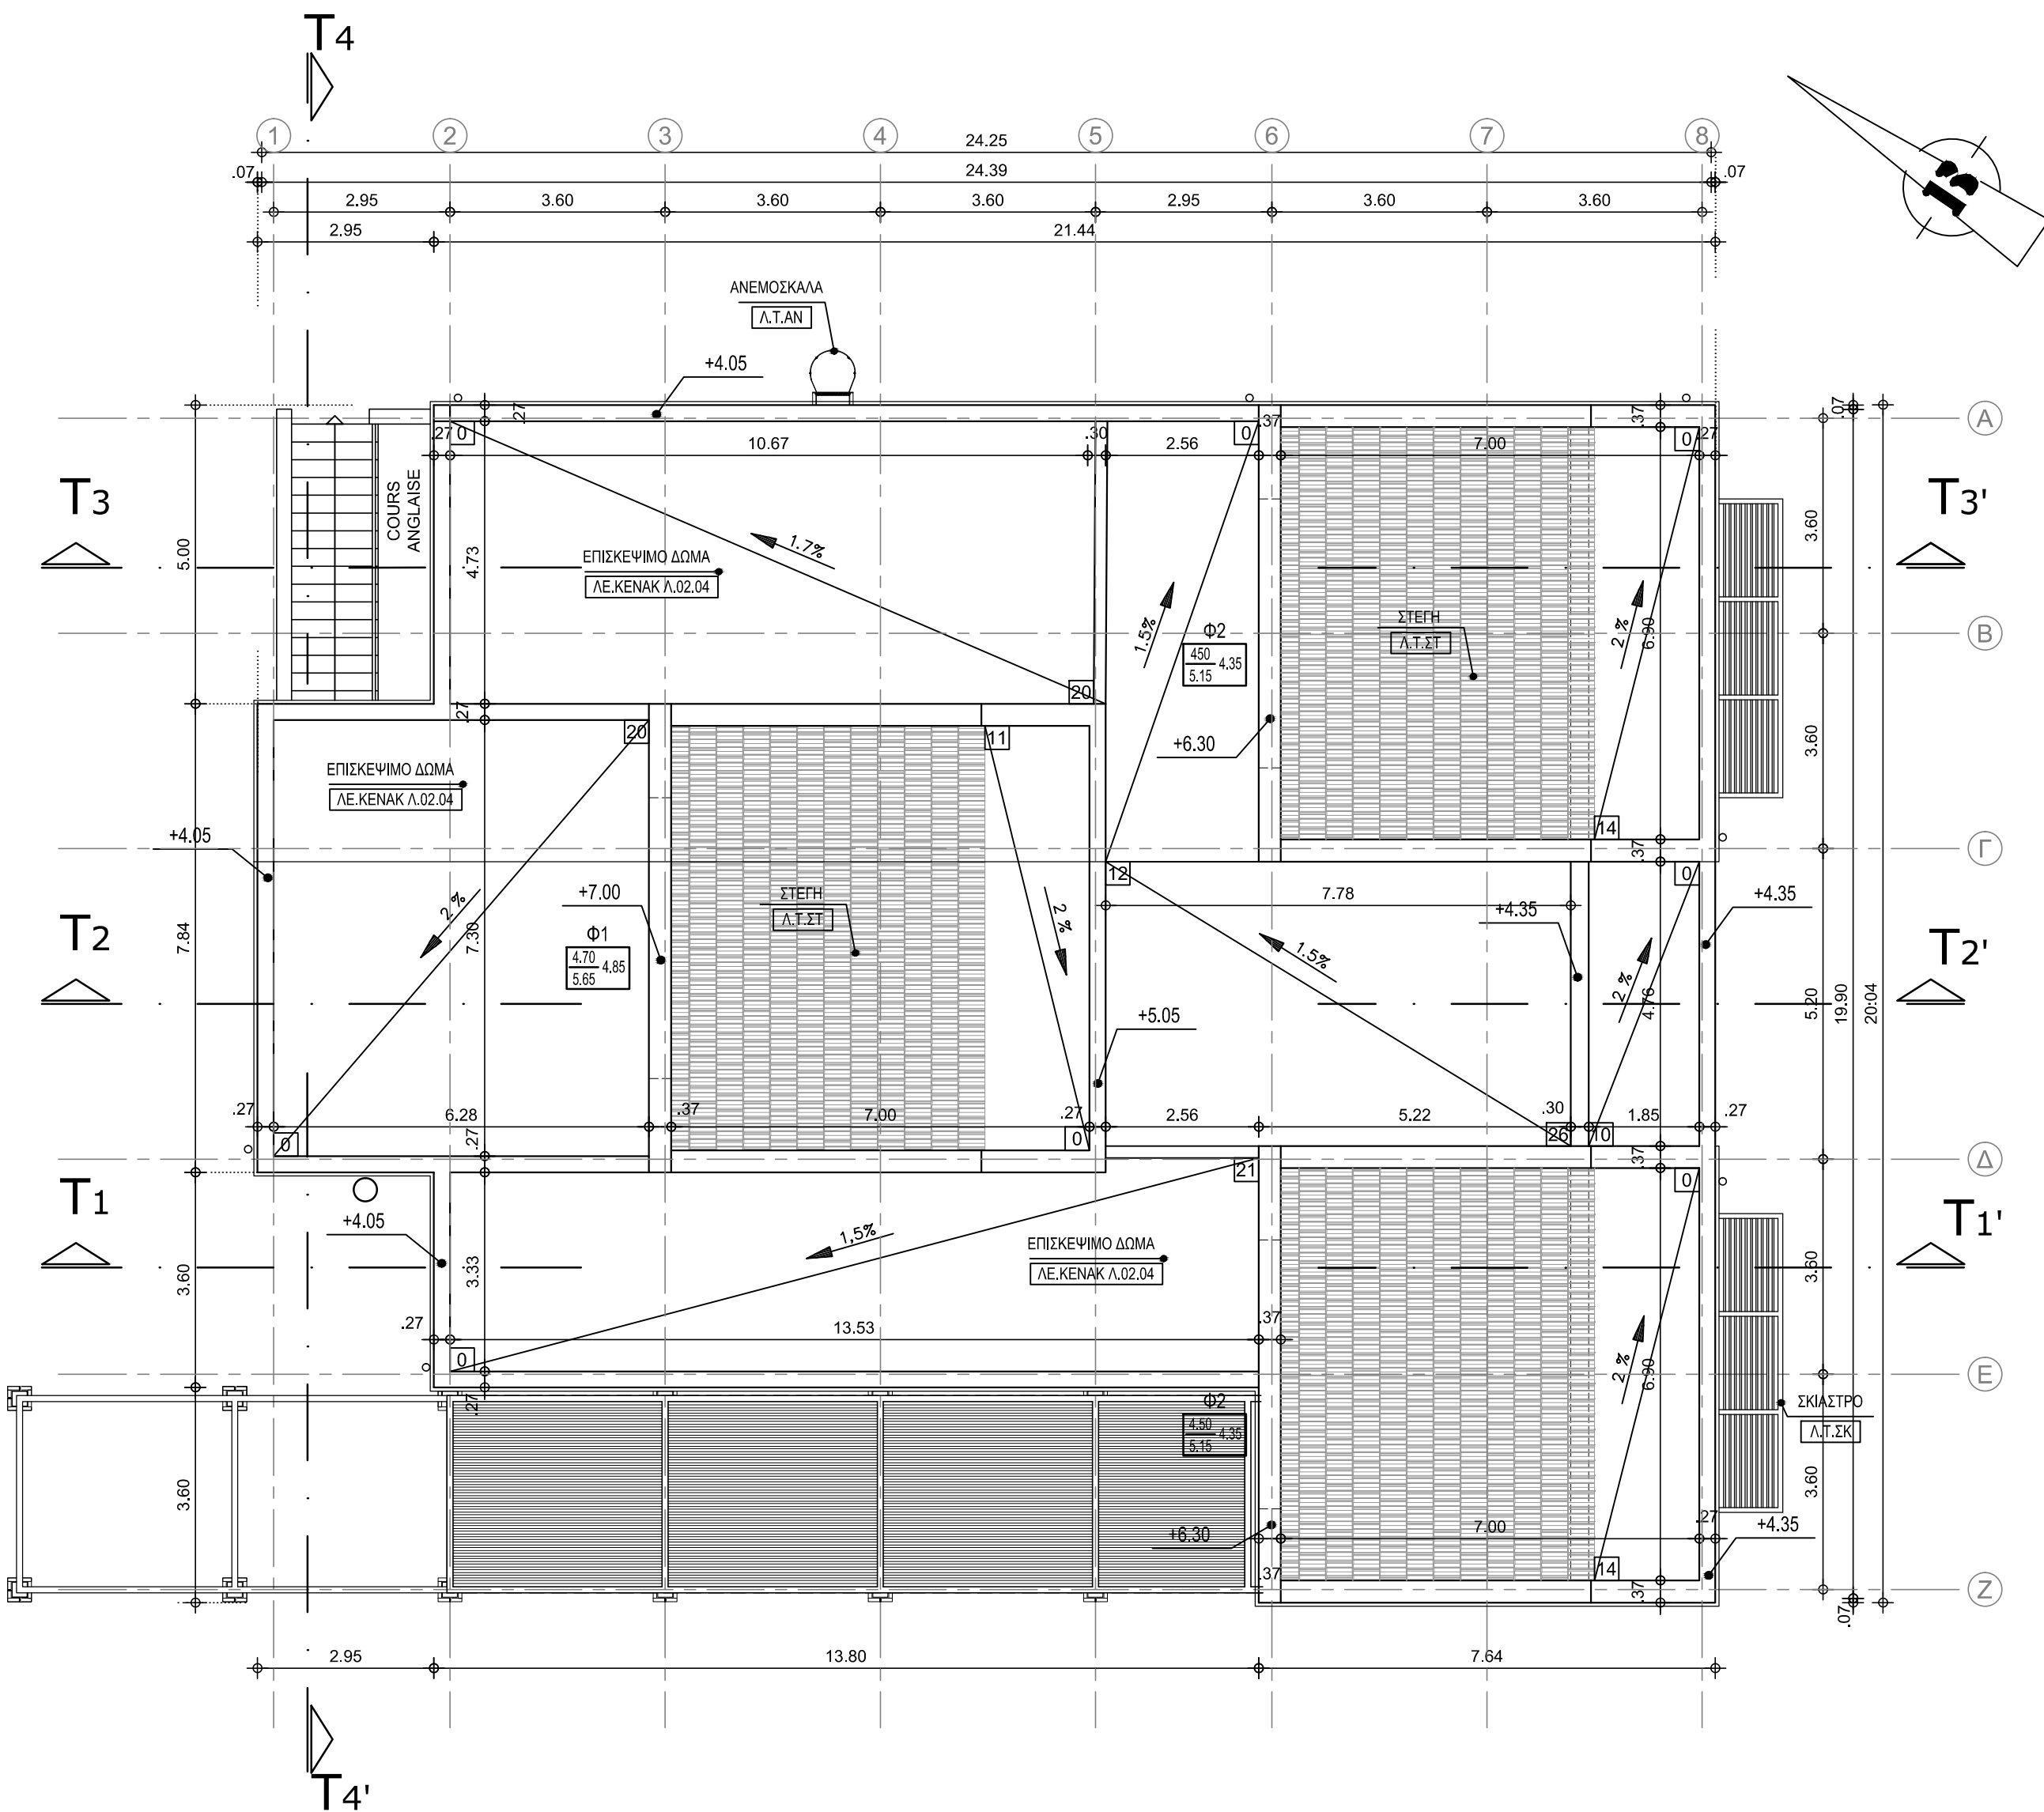 T4
1 2 3 4 5 6 7 8
24.25
.07 24.39 .07
2.95 3.60 3.60 3.60 2.95 3.60 3.60
2.95 21.44
ΑΝΕΜΟΣΚΑΛΑ
Λ.Τ.ΑΝ
+4.05
.27 .37 .37 .07
A
.27 0 .30 0 0 .27
10.67 2.56 7.00
T3
COURS
ANGLAISE
T3'
5.00
4.73
1.7%
3.60
ΕΠΙΣΚΕΨΙΜΟ ΔΩΜΑ
ΛΕ.ΚΕΝΑΚ Λ.02.04
1.5%
ΣΤΕΓΗ
Λ.Τ.ΣΤ
2 %
6.90
B
Φ2
450
5.15
4.35
20
.27
20
11
+6.30
3.60
ΕΠΙΣΚΕΨΙΜΟ ΔΩΜΑ
ΛΕ.ΚΕΝΑΚ Λ.02.04
+4.05
14
.37
Γ
12
0
7.78
+7.00
ΣΤΕΓΗ
Λ.Τ.ΣΤ
+4.35
+4.35
T2
7.84
2 %
7.30
Φ1
4.70
5.65
4.85
2 %
1.5%
2 %
4.76
5.20
19.90
20.04
T2'
+5.05
.27 6.28 .37 7.00 .27 2.56 5.22 .30 1.85 .27
0 .27 0 26 10
.37
Δ
21
0
T1
+4.05
T1'
1,5%
ΕΠΙΣΚΕΨΙΜΟ ΔΩΜΑ
ΛΕ.ΚΕΝΑΚ Λ.02.04
3.60
3.33
3.60
.27 13.53 .37
0
2 %
6.90
E
.27
Φ2
4.50
5.15
4.35
ΣΚΙΑΣΤΡΟ
Λ.Τ.ΣΚ
3.60
3.60
+6.30
7.00
.27
+4.35
.37
14
.37
Z
.07
2.95 13.80 7.64
T4'